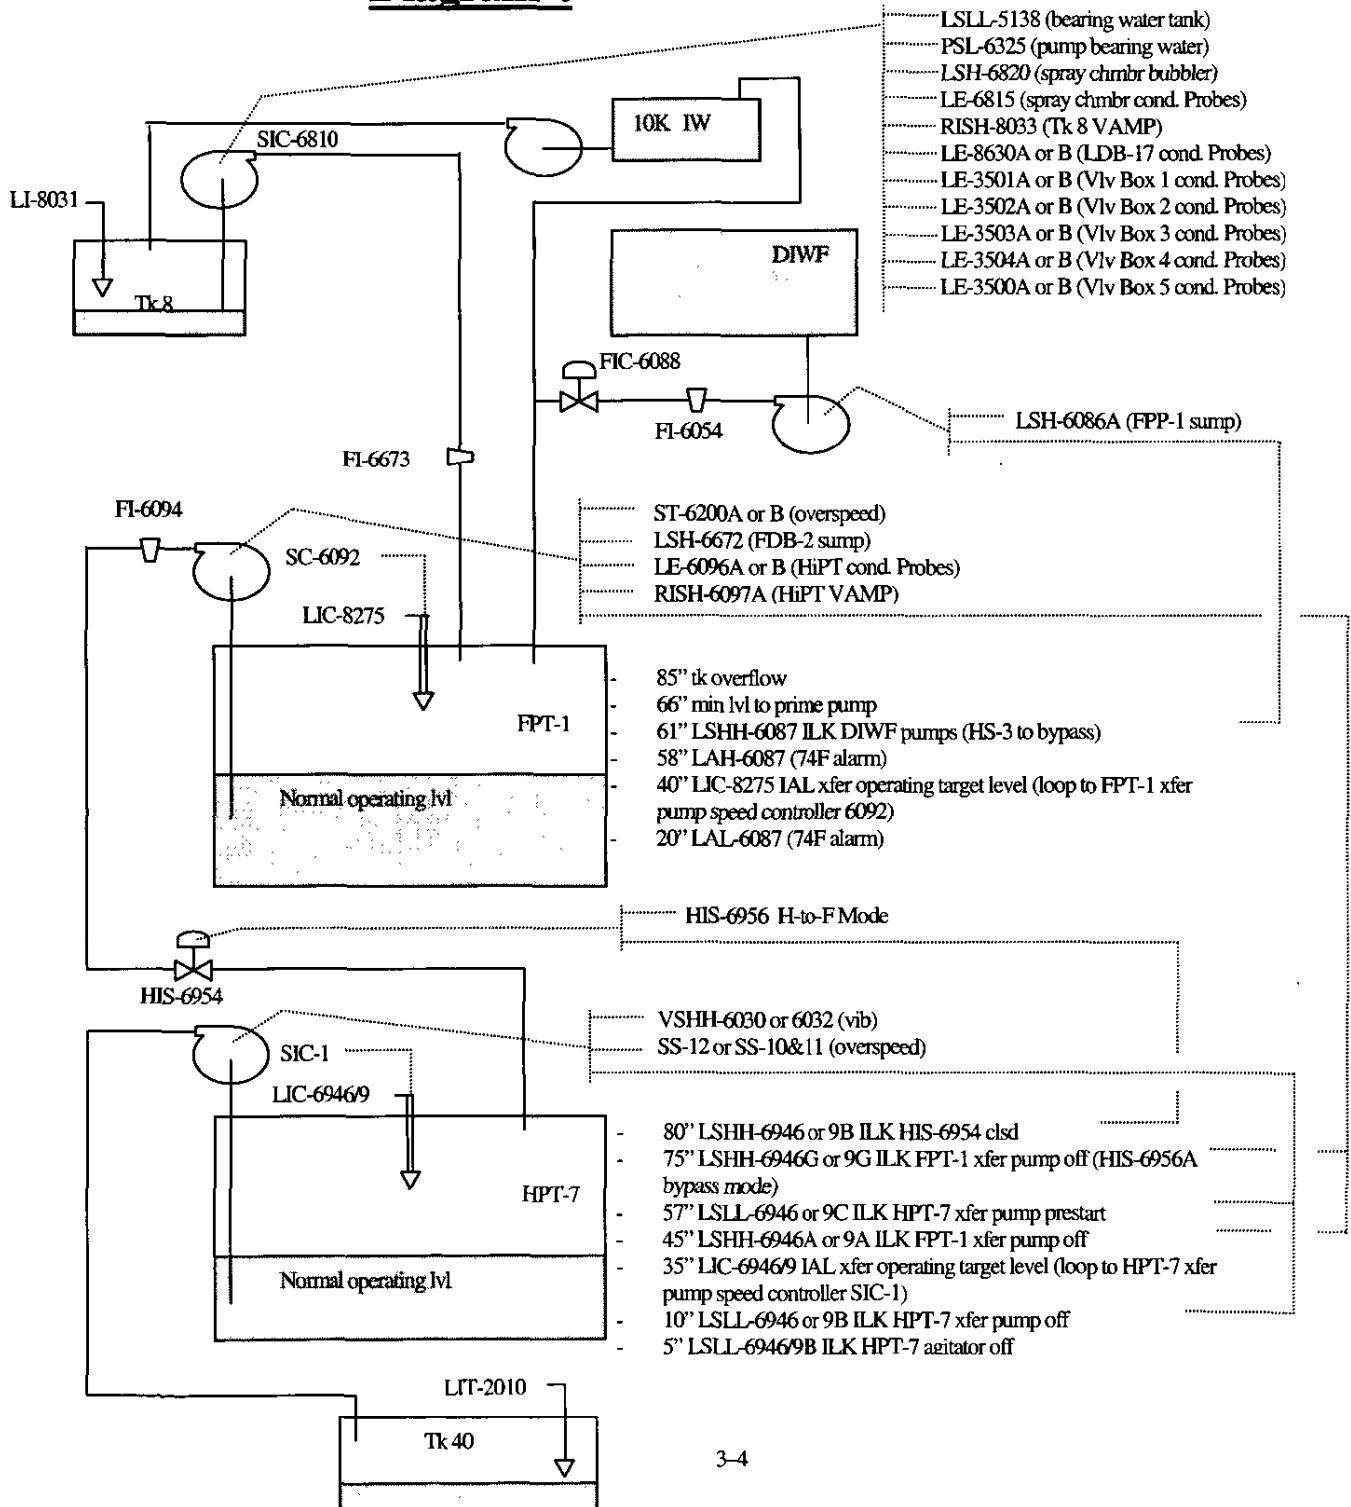 LSLL-5138 (bearing water tank)
PSL-6325 (pump bearing water)
LSH-6820 (spray chmbr bubbler)
LE-6815 (spray chmbr cond. Probes)
RISH-8033 (Tk 8 VAMP)
LE-8630A or B (LDB-17 cond. Probes)
LE-3501A or B (Vlv Box 1 cond. Probes)
LE-3502A or B (Vlv Box 2 cond. Probes)
LE-3503A or B (Vlv Box 3 cond. Probes)
LE-3504A or B (Vlv Box 4 cond. Probes)
LE-3500A or B (Vlv Box 5 cond. Probes)
10K IW
SIC-6810
LI-8031
Tk 8
DIWF
FIC-6088
FI-6054
LSH-6086A (FPP-1 sump)
FI-6673
FI-6094
SC-6092
LIC-8275
ST-6200A or B (overspeed)
LSH-6672 (FDB-2 sump)
LE-6096A or B (HiPT cond. Probes)
RISH-6097A (HiPT VAMP)
FPT-1
Normal operating lvl
- 85” tk overflow
- 66” min lvl to prime pump
- 61” LSHH-6087 ILK DIWF pumps (HS-3 to bypass)
- 58” LAH-6087 (74F alarm)
- 40” LIC-8275 IAL xfer operating target level (loop to FPT-1 xfer
pump speed controller 6092)
- 20” LAL-6087 (74F alarm)
HIS-6956 H-to-F Mode
HIS-6954
VSHH-6030 or 6032 (vib)
SS-12 or SS-10&11 (overspeed)
SIC-1
LIC-6946/9
HPT-7
Normal operating lvl
- 80” LSHH-6946 or 9B ILK HIS-6954 clsd
- 75” LSHH-6946G or 9G ILK FPT-1 xfer pump off (HIS-6956A
bypass mode)
- 57” LSLL-6946 or 9C ILK HPT-7 xfer pump prestart
- 45” LSHH-6946A or 9A ILK FPT-1 xfer pump off
- 35” LIC-6946/9 IAL xfer operating target level (loop to HPT-7 xfer
pump speed controller SIC-1)
- 10” LSLL-6946 or 9B ILK HPT-7 xfer pump off
- 5” LSLL-6946/9B ILK HPT-7 agitator off
LIT-2010
Tk 40
3–4